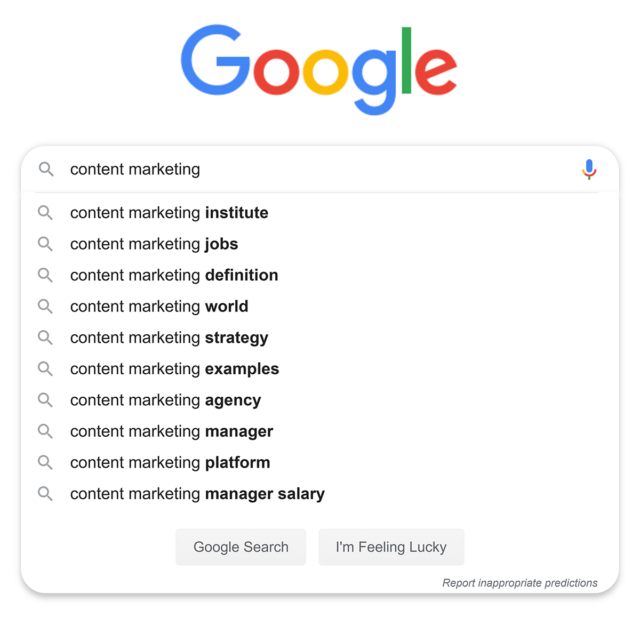 Google
content marketing
content marketing institute
content marketing jobs
content marketing definition
content marketing world
content marketing strategy
content marketing examples
content marketing agency
content marketing manager
content marketing platform
content marketing manager salary
Google Search I'm Feeling Lucky
Report inappropriate predictions